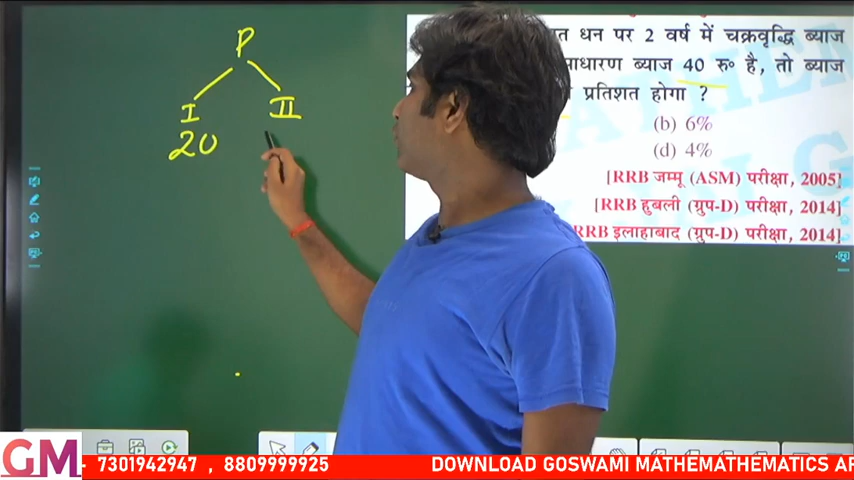 P
I II
20
धन पर 2 वर्ष में चक्रवृद्धि ब्याज
साधारण ब्याज 40 रु० है, तो ब्याज
प्रतिशत होगा ?
(b) 6%
(d) 4%
[RRB जम्मू (ASM) परीक्षा, 2005]
[RRB हुबली (ग्रुप-D) परीक्षा, 2014]
RRB इलाहाबाद (ग्रुप-D) परीक्षा, 2014]
GM - 7301942947 , 8809999925 DOWNLOAD GOSWAMI MATHEMATHEMATICS